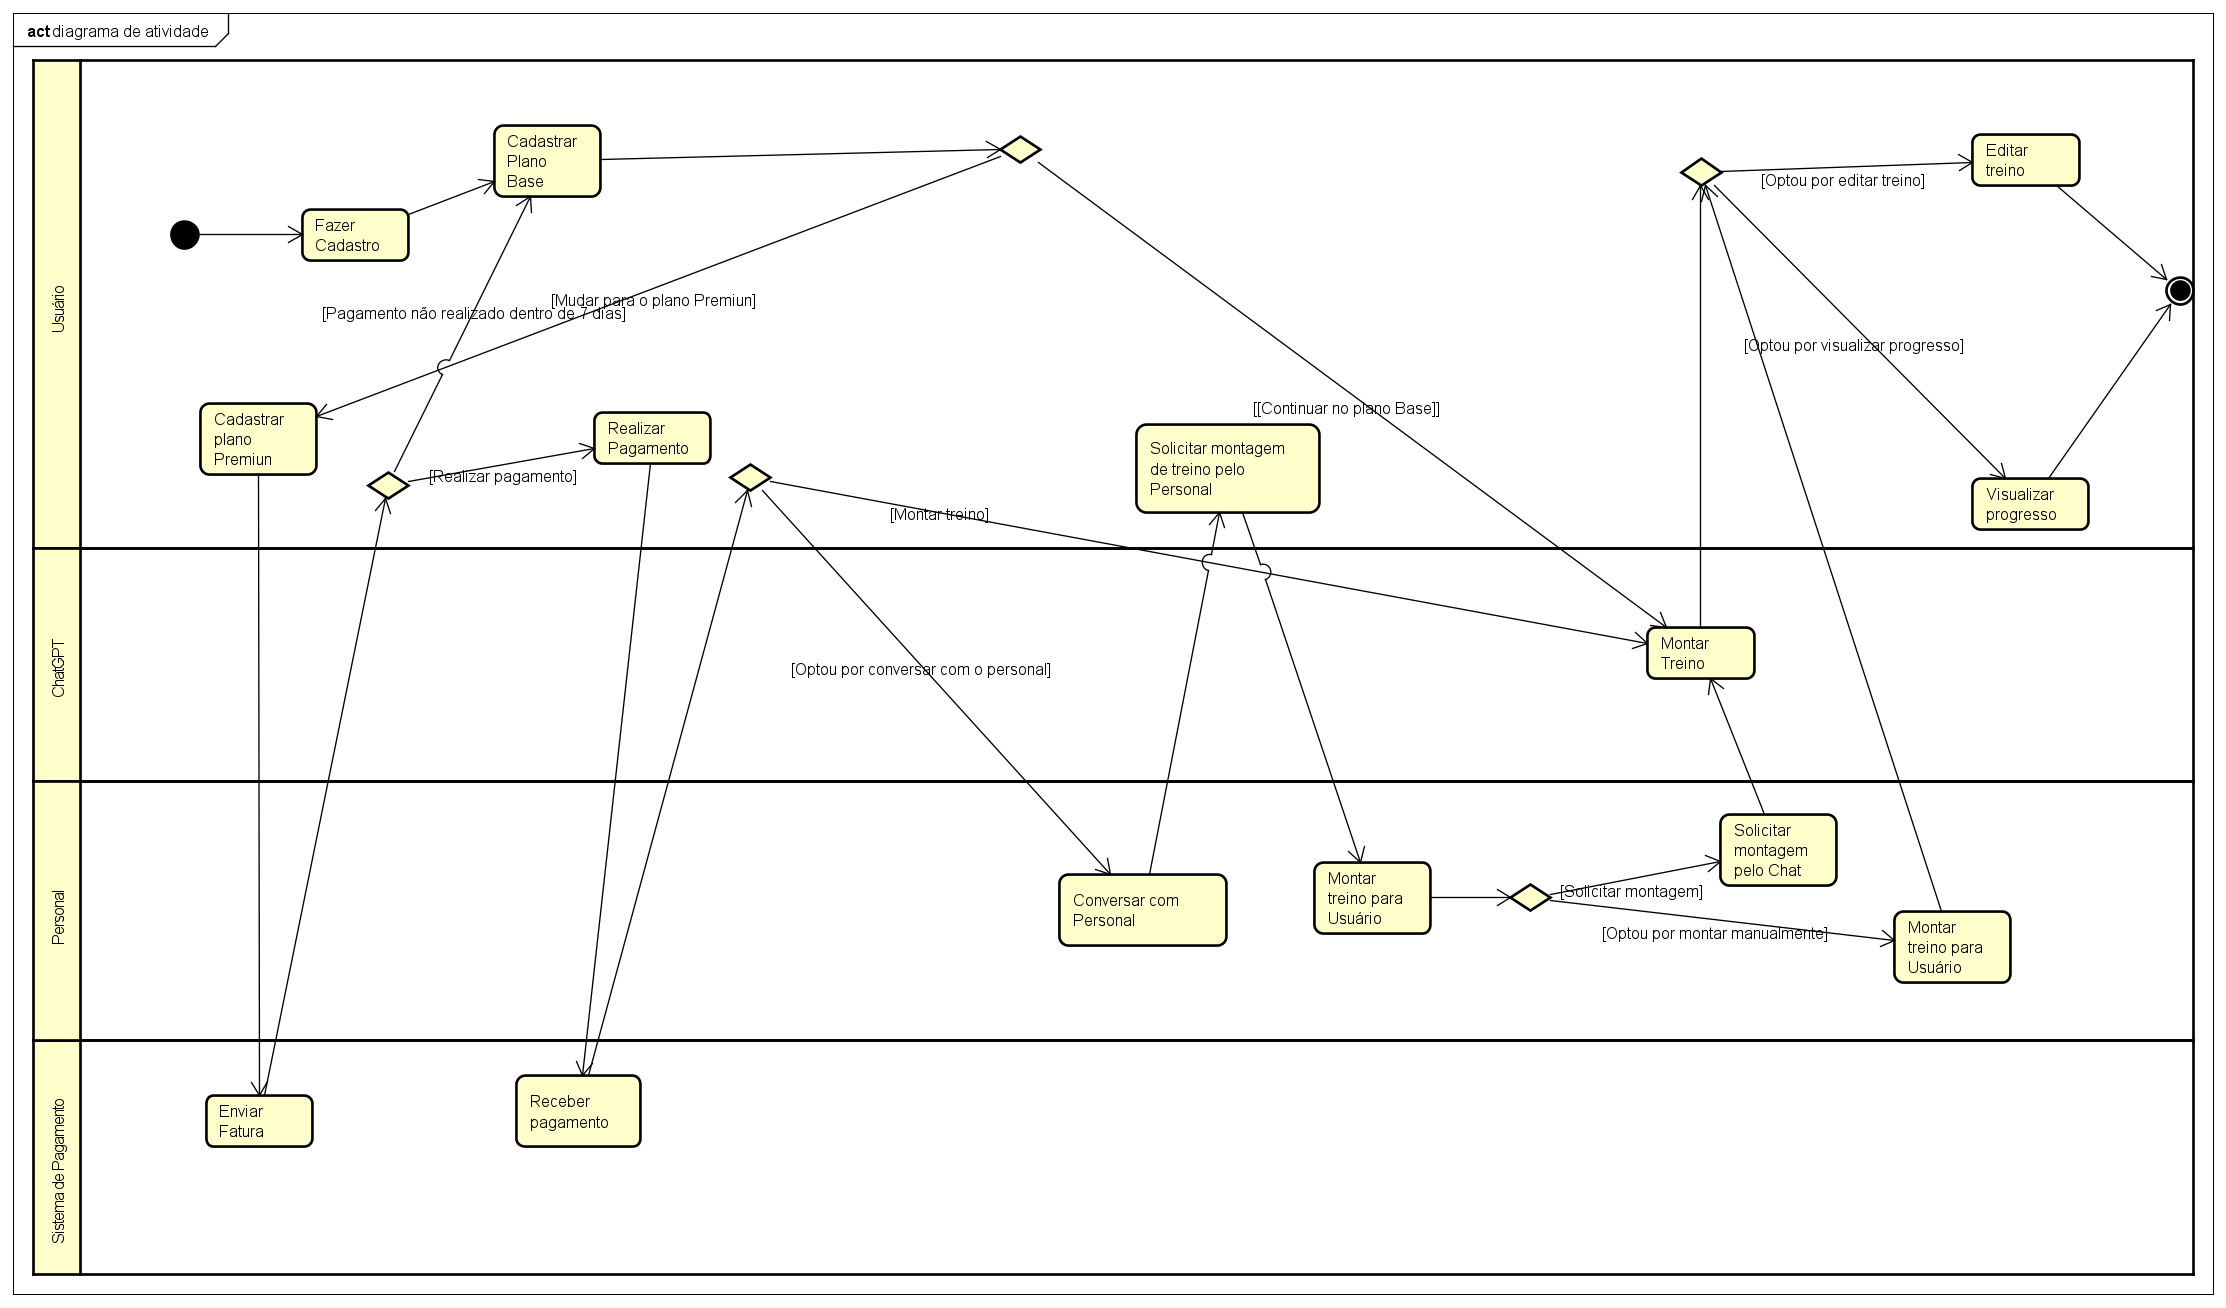 act diagrama de atividade
Usuário
Cadastrar
Plano
Base
Fazer
Cadastro
Editar
treino
[Optou por editar treino]
[Mudar para o plano Premiun]
[Pagamento não realizado dentro de 7 dias]
[Optou por visualizar progresso]
[[Continuar no plano Base]]
Cadastrar
plano
Premiun
Realizar
Pagamento
[Realizar pagamento]
Solicitar montagem
de treino pelo
Personal
[Montar treino]
Visualizar
progresso
ChatGPT
Montar
Treino
[Optou por conversar com o personal]
Personal
Solicitar
montagem
pelo Chat
Conversar com
Personal
Montar
treino para
Usuário
[Solicitar montagem]
[Optou por montar manualmente]
Montar
treino para
Usuário
Sistema de Pagamento
Enviar
Fatura
Receber
pagamento